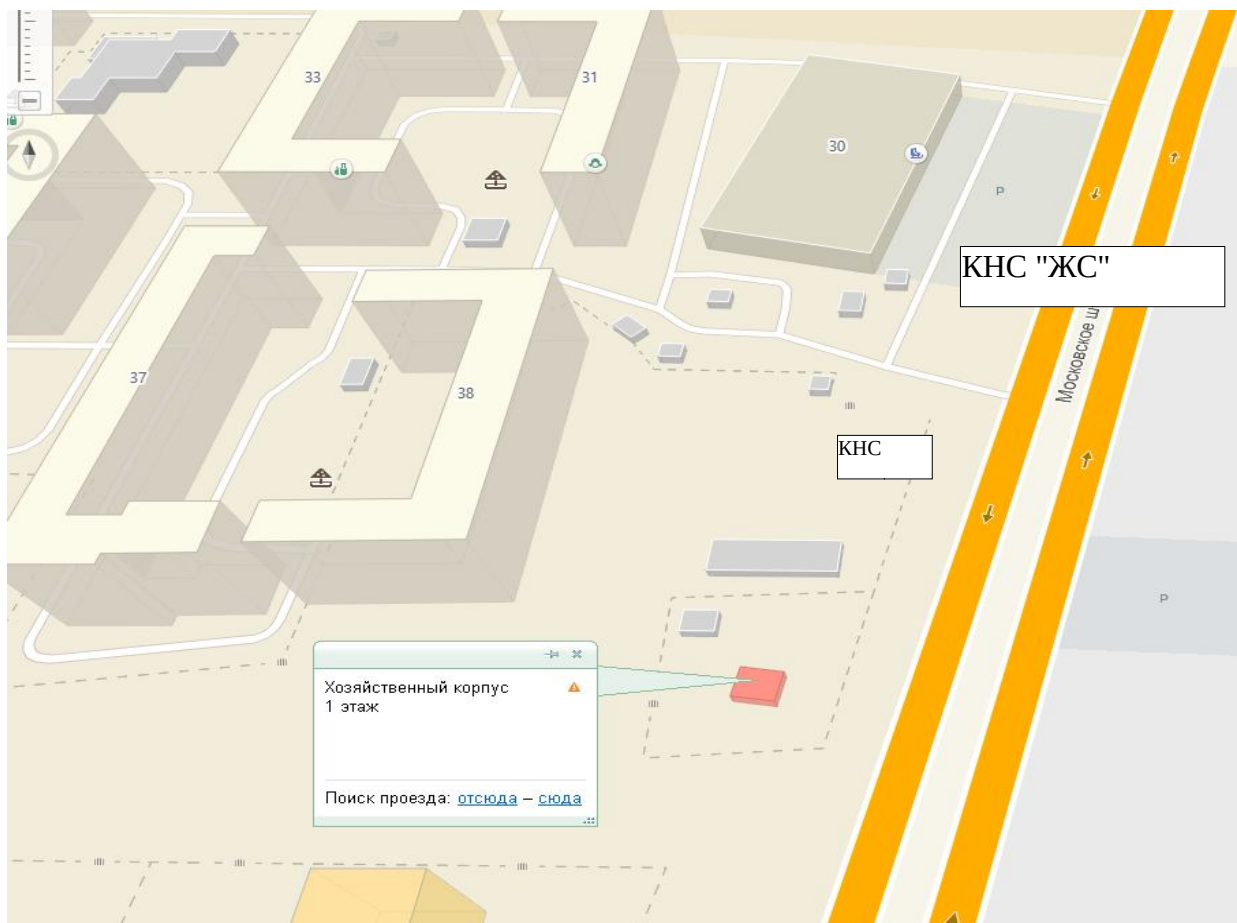 33
31
30
P
КНС "ЖС"
Московское ш
37
38
КНС
P
Хозяйственный корпус
1 этаж
Поиск проезда: отсюда – сюда